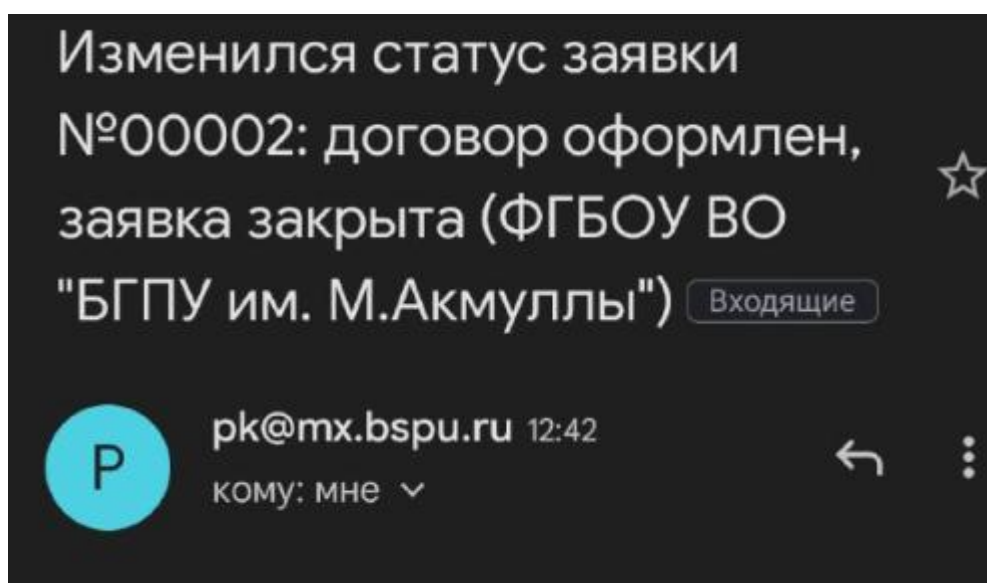 Изменился статус заявки
№00002: договор оформлен,
заявка закрыта (ФГБОУ ВО
"БГПУ им. М.Акмуллы") Входящие
P
pk@mx.bspu.ru 12:42
кому: мне